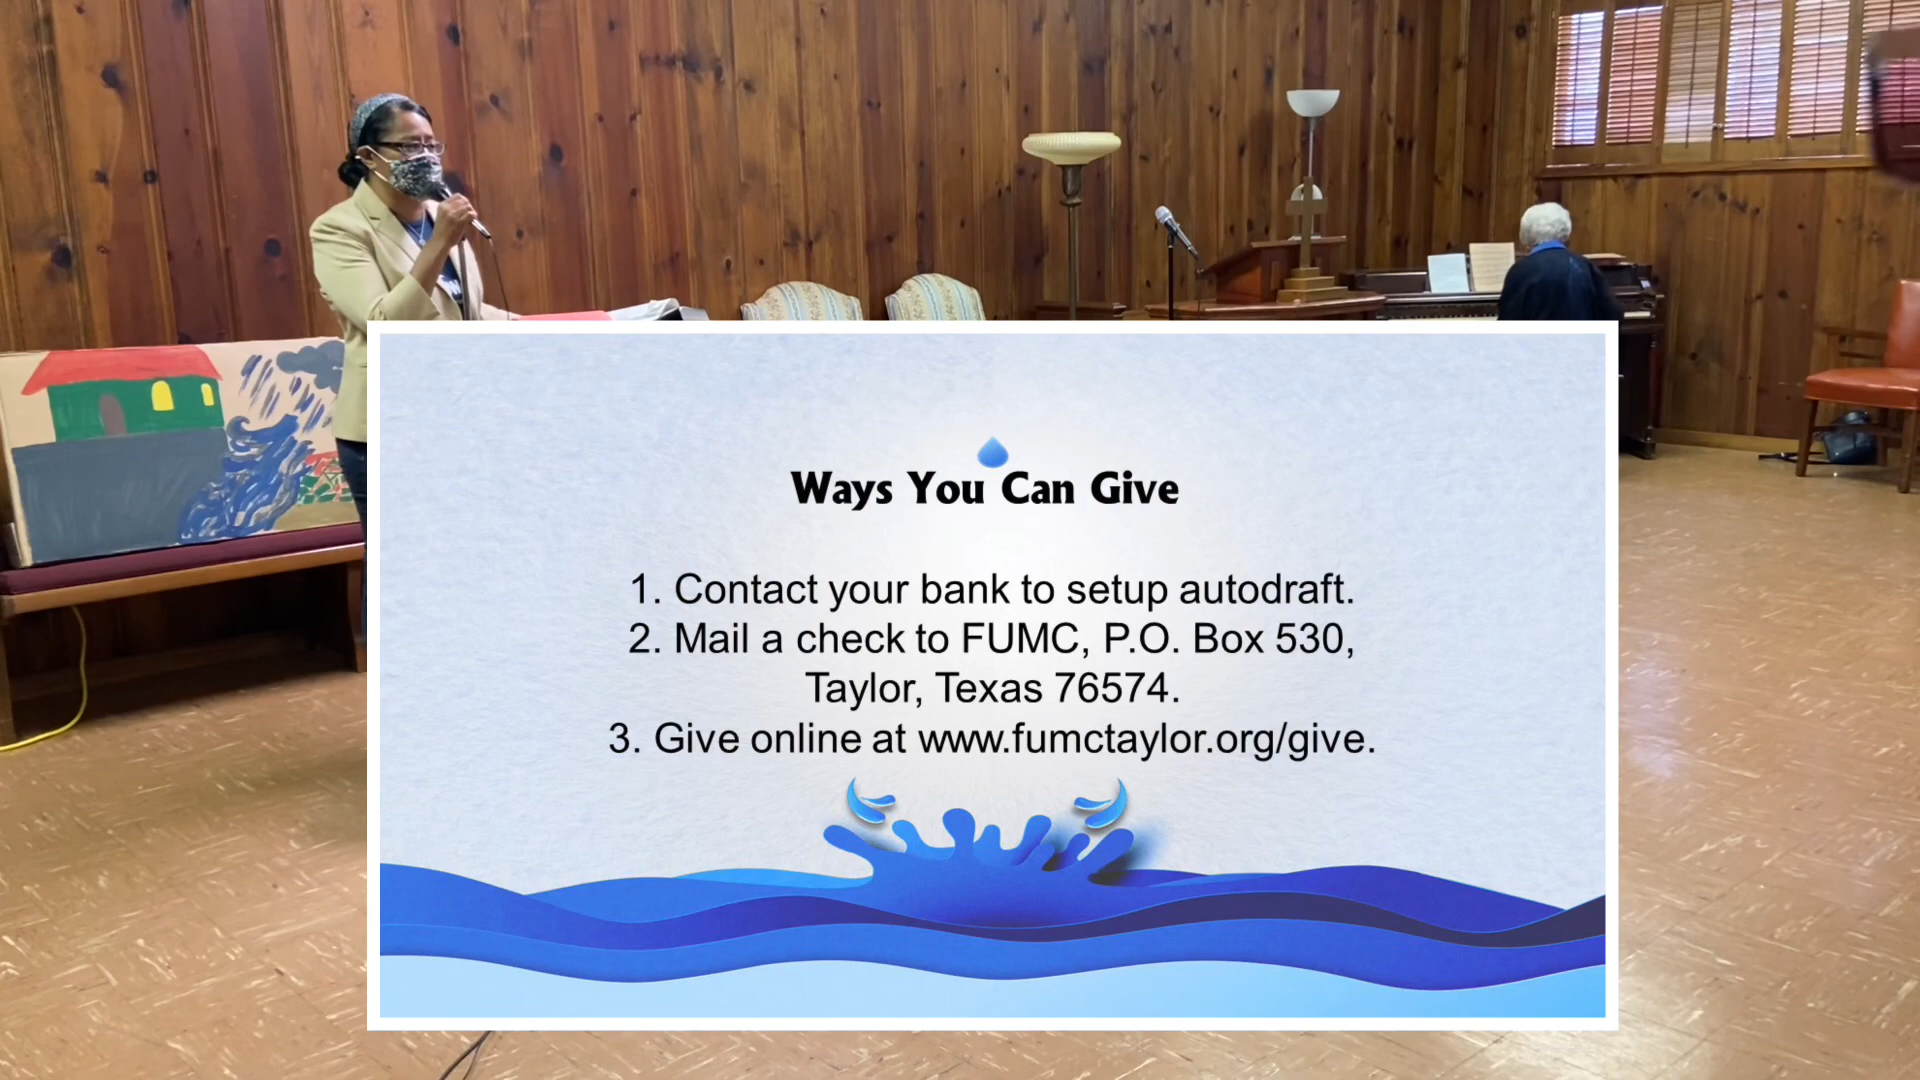 Ways You Can Give
1. Contact your bank to setup autodraft.
2. Mail a check to FUMC, P.O. Box 530,
Taylor, Texas 76574.
3. Give online at www.fumctaylor.org/give.